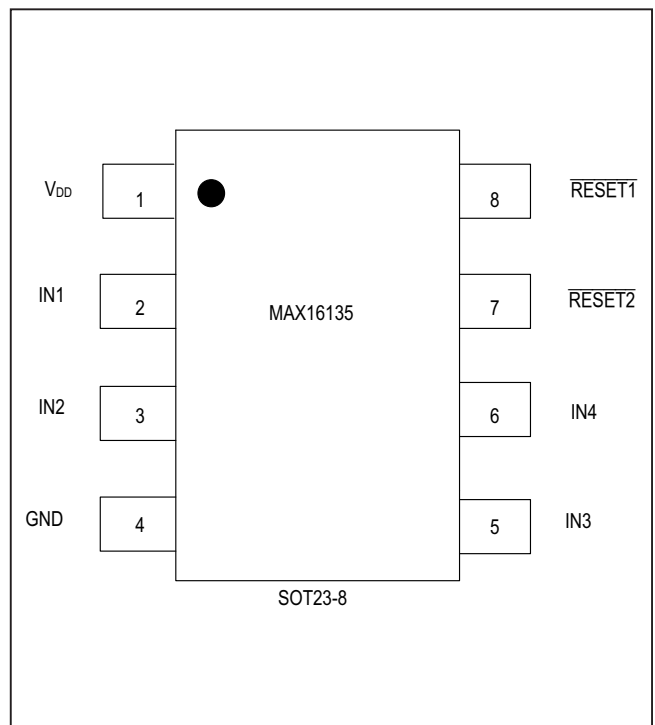 VDD 1 8 RESET1
IN1 2 MAX16135 7 RESET2
IN2 3 6 IN4
GND 4 5 IN3
SOT23-8